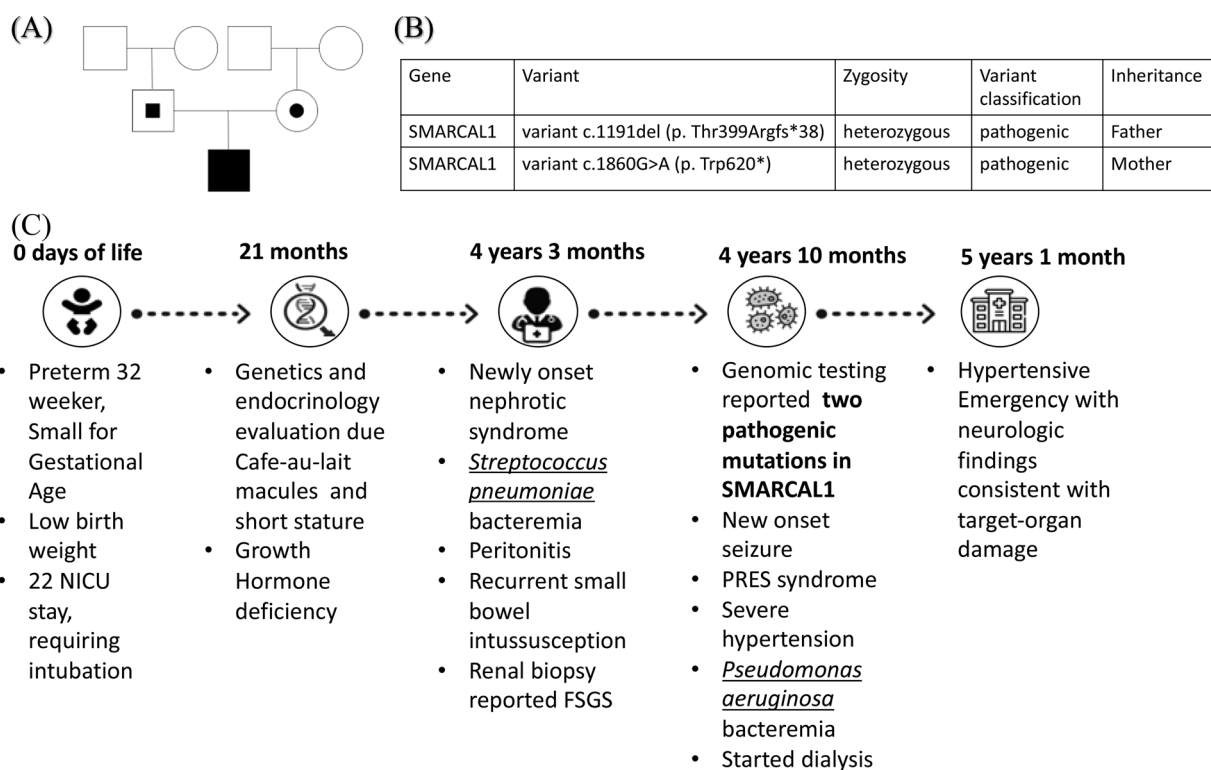 (A)
(B)
Gene Variant Zygosity Variant classification Inheritance
SMARCAL1 variant c.1191del (p. Thr399Argfs*38) heterozygous pathogenic Father
SMARCAL1 variant c.1860G>A (p. Trp620*) heterozygous pathogenic Mother
(C)
0 days of life
• Preterm 32
weeker,
Small for
Gestational
Age
• Low birth
weight
• 22 NICU
stay,
requiring
intubation
21 months
• Genetics and
endocrinology
evaluation due
Cafe-au-lait
macules and
short stature
• Growth
Hormone
deficiency
4 years 3 months
• Newly onset
nephrotic
syndrome
• Streptococcus
pneumoniae
bacteremia
• Peritonitis
• Recurrent small
bowel
intussusception
• Renal biopsy
reported FSGS
4 years 10 months
• Genomic testing
reported two
pathogenic
mutations in
SMARCAL1
• New onset
seizure
• PRES syndrome
• Severe
hypertension
• Pseudomonas
aeruginosa
bacteremia
• Started dialysis
5 years 1 month
• Hypertensive
Emergency with
neurologic
findings
consistent with
target-organ
damage